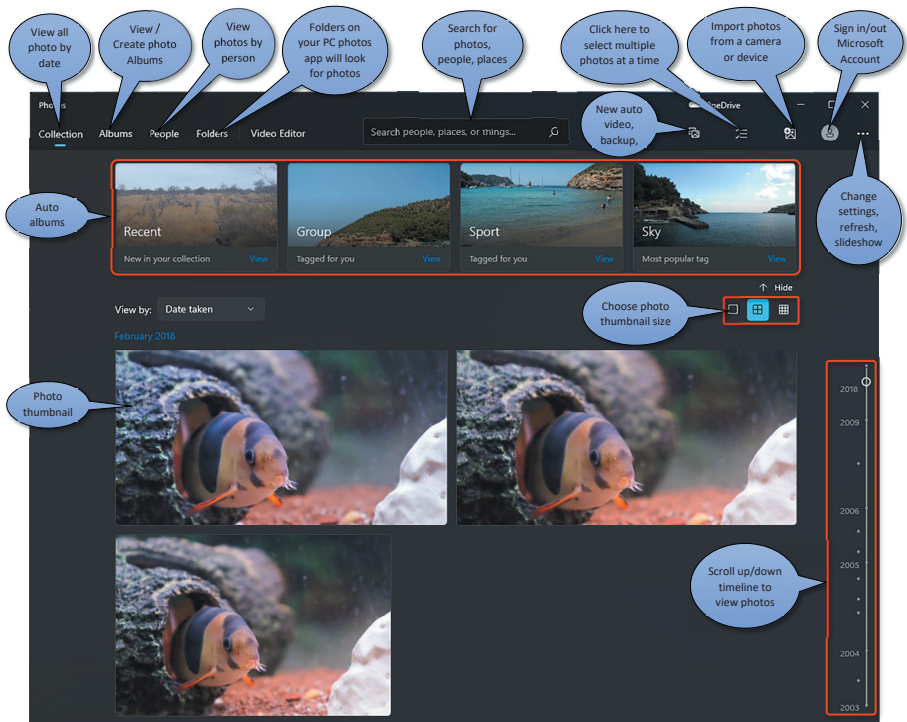 View all
photo by
date
View /
Create photo
Albums
View
photos by
person
Folders on
your PC photos
app will look
for photos
Search for
photos,
people, places
Click here to
select multiple
photos at a time
Import photos
from a camera
or device
Sign in/out
Microsoft
Account
Photos
OneDrive
Collection
Albums
People
Folders
Video Editor
Search people, places, or things...
New auto
video,
backup,
Auto
albums
Recent
New in your collection
View
Group
Tagged for you
View
Sport
Tagged for you
View
Sky
Most popular tag
View
Change
settings,
refresh,
slideshow
Hide
View by:
Date taken
Choose photo
thumbnail size
February 2018
Photo
thumbnail
2018
2009
2006
2005
2004
2003
Scroll up/down
timeline to
view photos